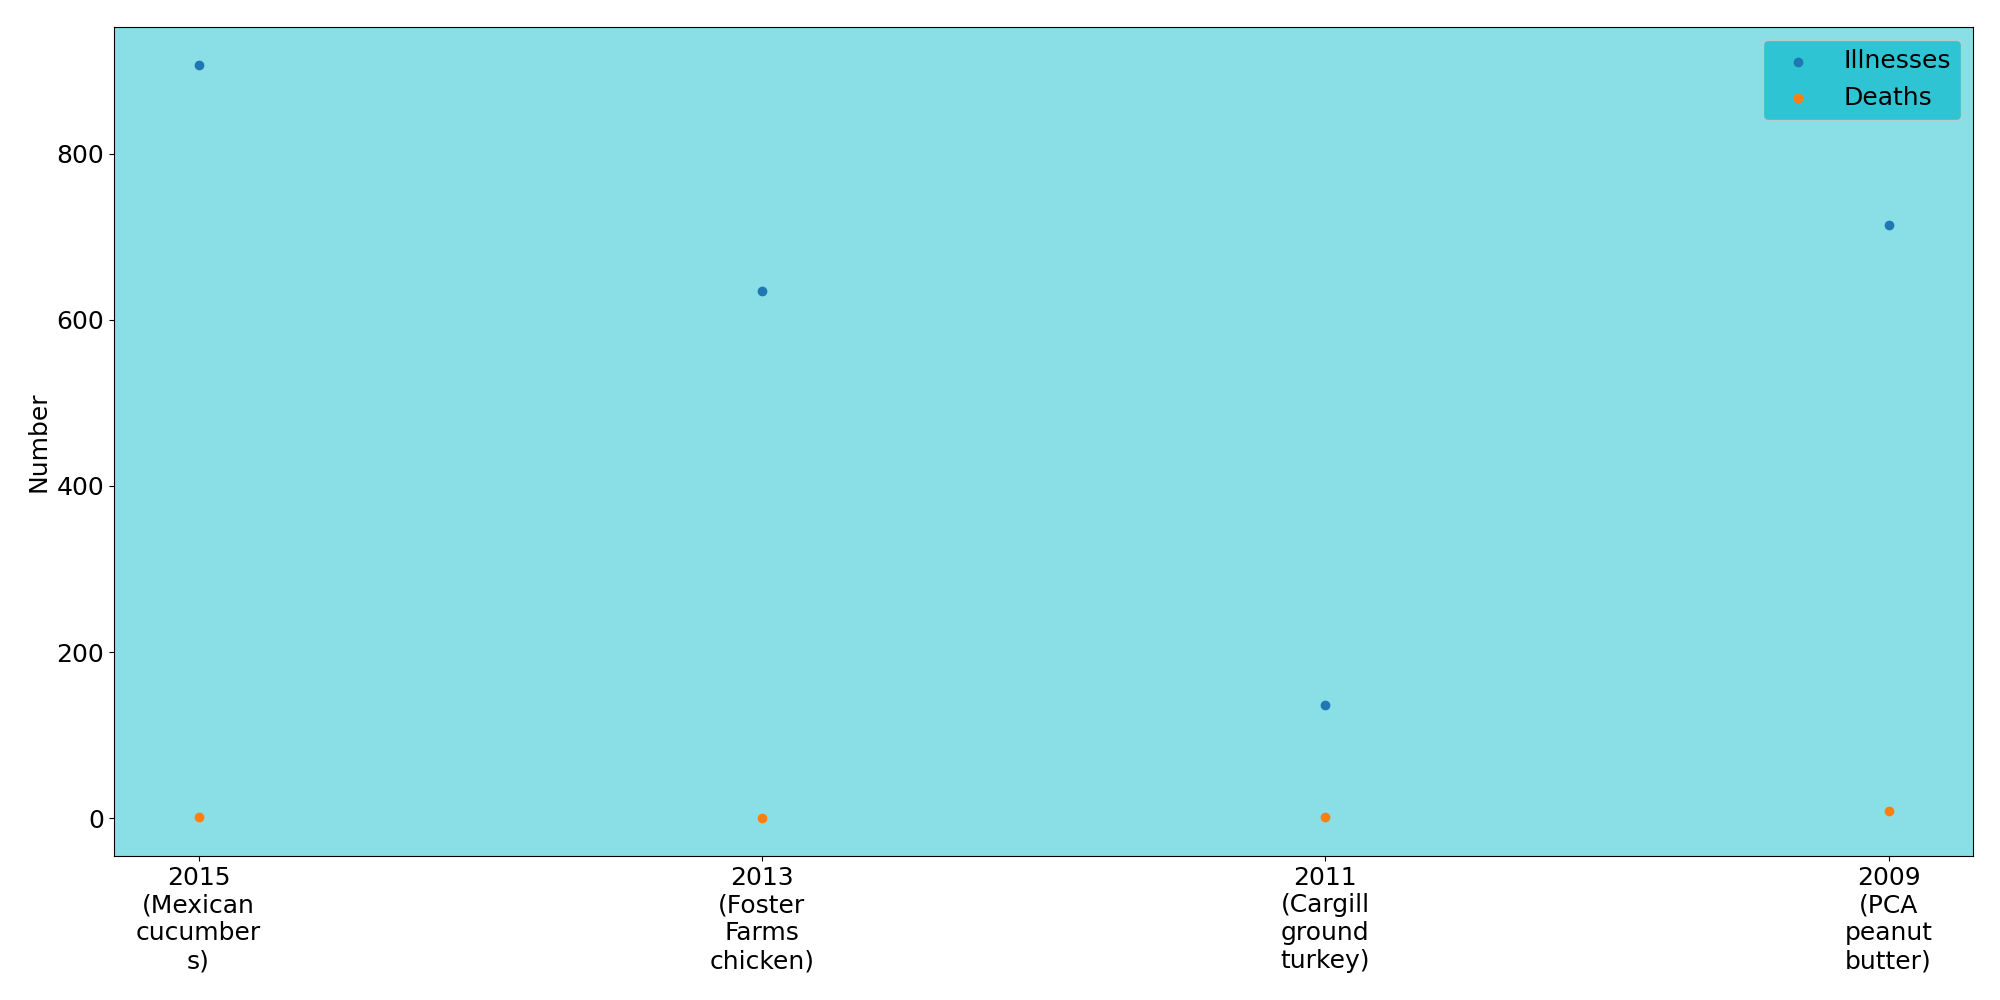 Illnesses
Deaths
800
600
400
200
0
Number
2015
(Mexican
cucumber
s)
2013
(Foster
Farms
chicken)
2011
(Cargill
ground
turkey)
2009
(PCA
peanut
butter)